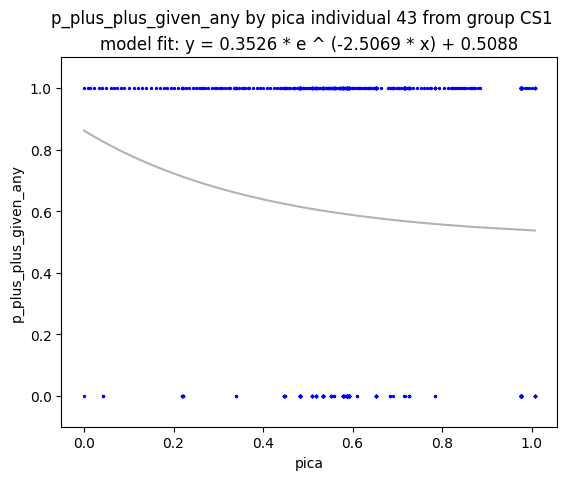 p_plus_plus_given_any by pica individual 43 from group CS1
model fit: y = 0.3526 * e ^ (-2.5069 * x) + 0.5088
p_plus_plus_given_any
1.0
0.8
0.6
0.4
0.2
0.0
0.0 0.2 0.4 0.6 0.8 1.0
pica